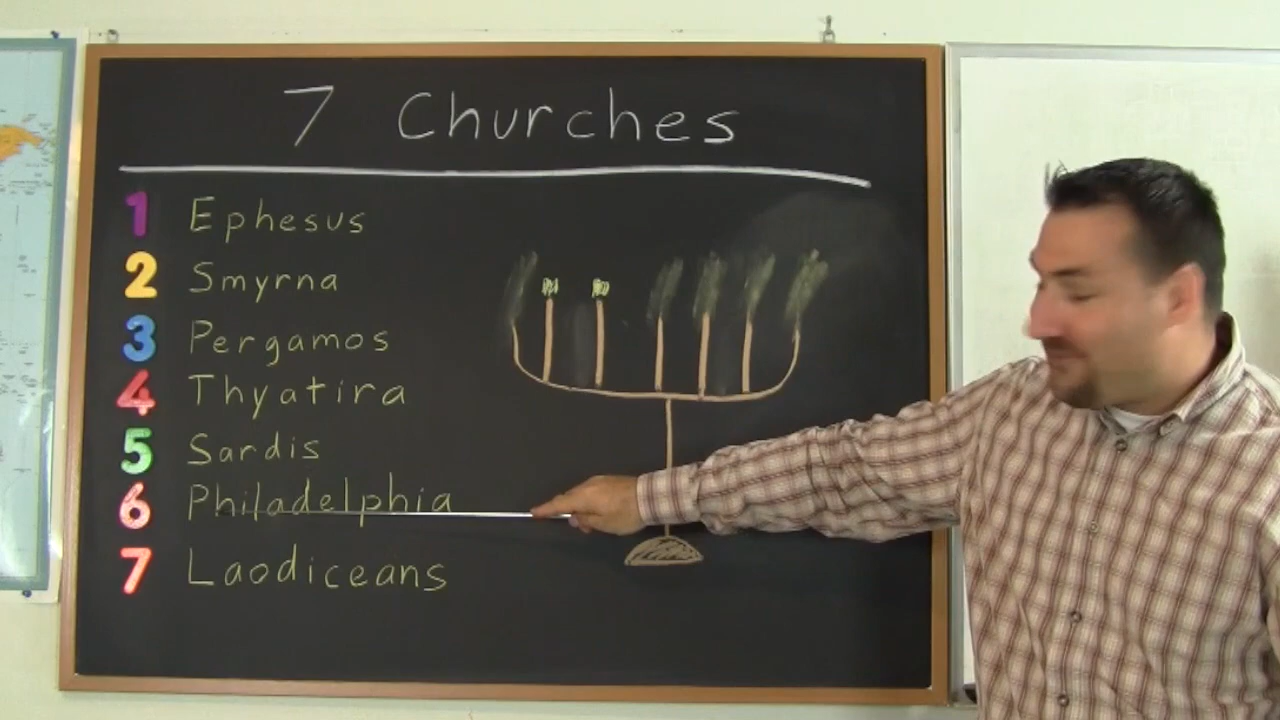 7 Churches
1 Ephesus
2 Smyrna
3 Pergamos
4 Thyatira
5 Sardis
6 Philadelphia
7 Laodiceans